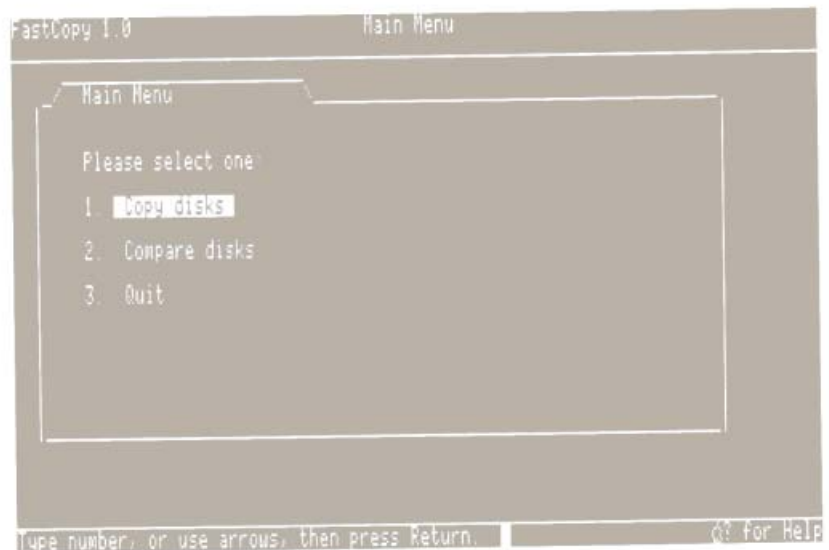 FastCopy 1.0 Main Menu
Main Menu
Please select one:
1. Copy disks
2. Compare disks
3. Quit
Type number, or use arrows, then press Return.
? for Help